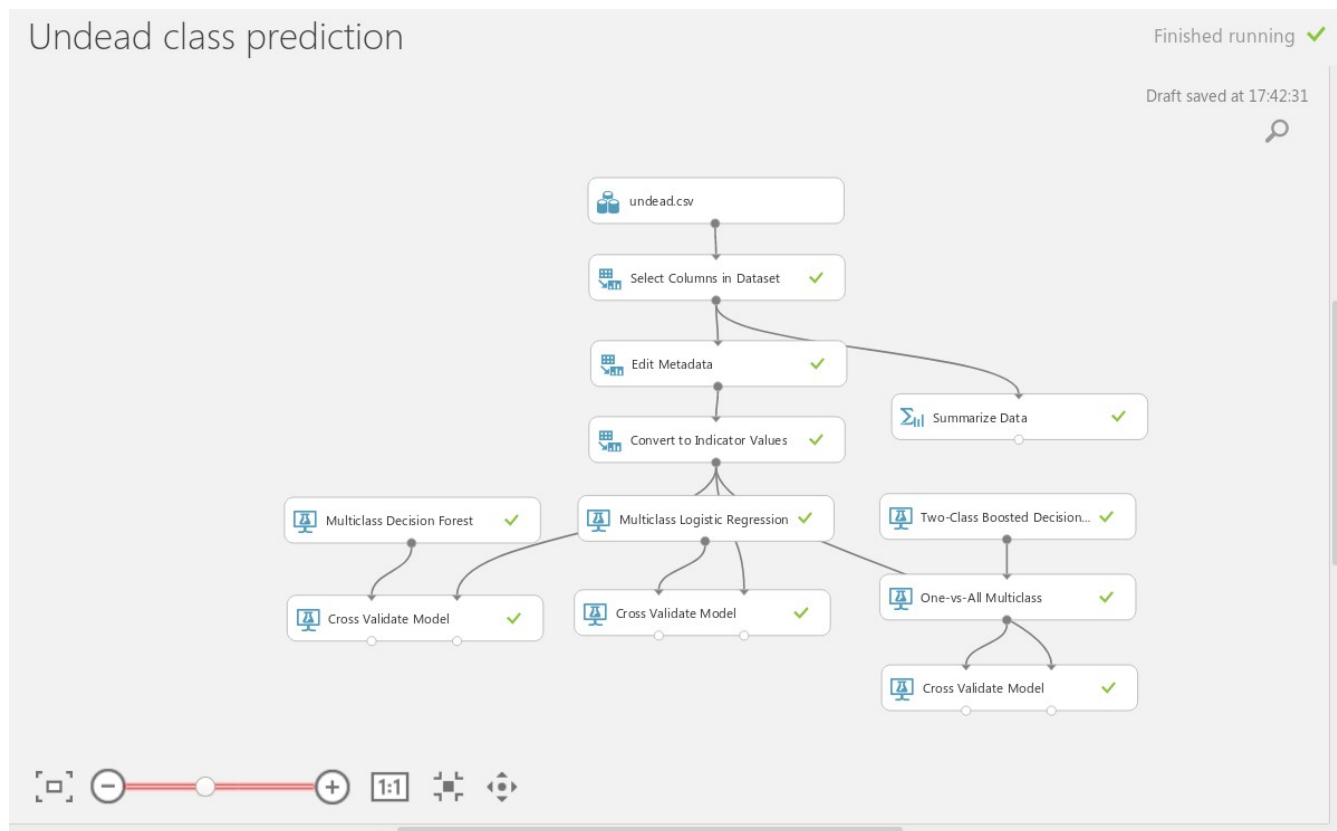 Undead class prediction
Finished running
Draft saved at 17:42:31
undead.csv
Select Columns in Dataset
Edit Metadata
Summarize Data
Convert to Indicator Values
Multiclass Decision Forest
Multiclass Logistic Regression
Two-Class Boosted Decision...
Cross Validate Model
Cross Validate Model
One-vs-All Multiclass
Cross Validate Model
1:1